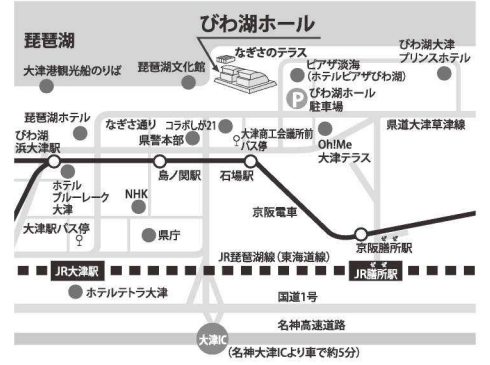 びわ湖ホール
琵琶湖
なぎさのテラス
大津港観光船のりば
琵琶湖文化館
ピアザ淡海
(ホテルピアザびわ湖)
びわ湖大津
プリンスホテル
P
びわ湖ホール
駐車場
琵琶湖ホテル
なぎさ通り
コラボしが21
県警本部
大津商工会議所前
バス停
Oh!Me
大津テラス
県道大津草津線
びわ湖
浜大津駅
島ノ関駅
石場駅
ホテル
ブルーレーク
大津
NHK
京阪電車
大津駅バス停
県庁
京阪膳所駅
ぜぜ
JR琵琶湖線(東海道線)
JR大津駅
JR膳所駅
ぜぜ
ホテルテトラ大津
国道1号
名神高速道路
大津IC
(名神大津ICより車で約5分)